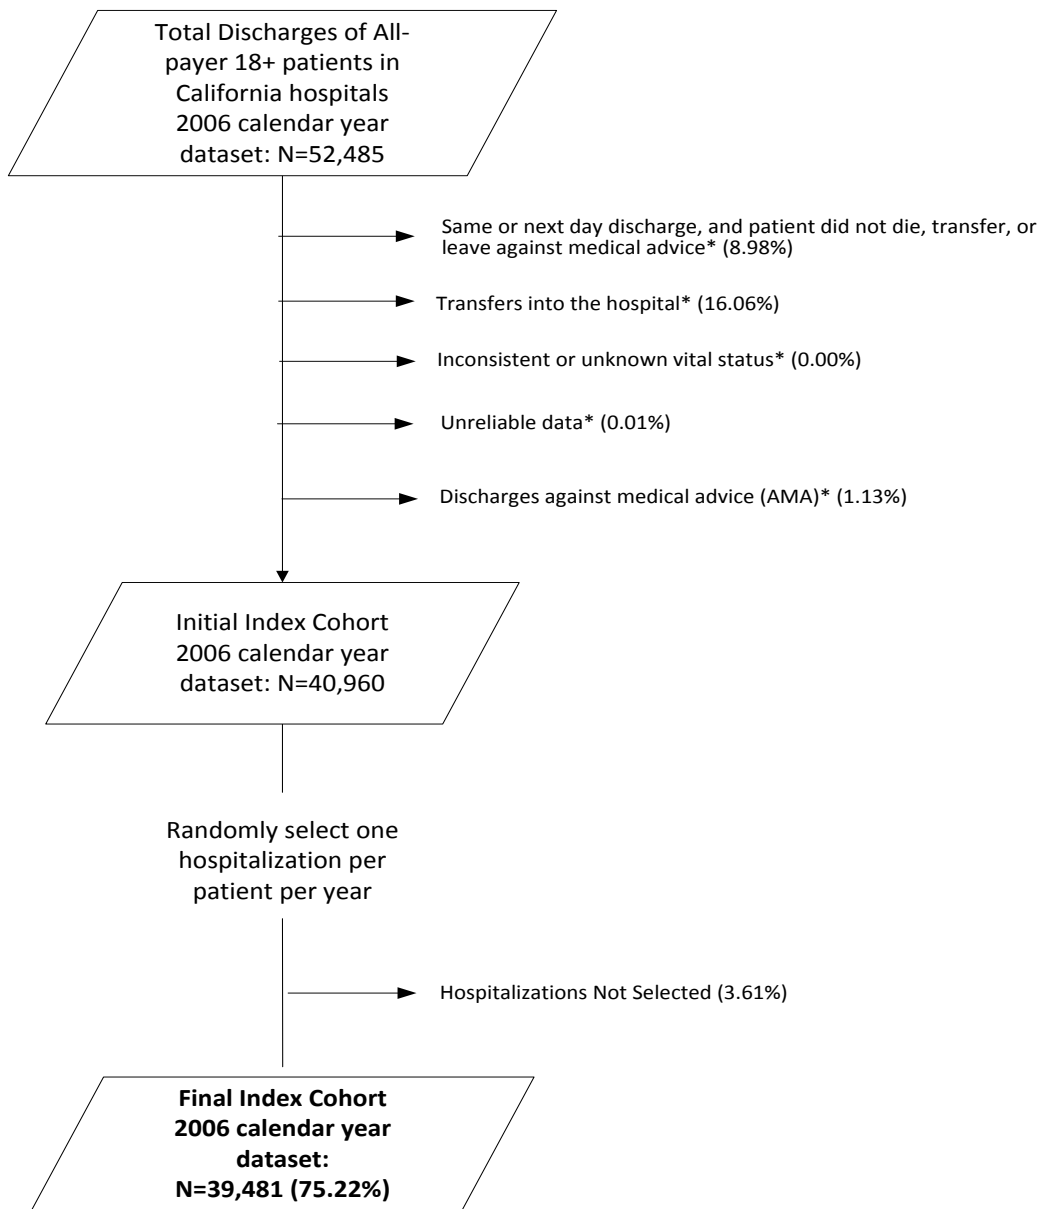 Total Discharges of All-
payer 18+ patients in
California hospitals
2006 calendar year
dataset: N=52,485
Same or next day discharge, and patient did not die, transfer, or
leave against medical advice* (8.98%)
Transfers into the hospital* (16.06%)
Inconsistent or unknown vital status* (0.00%)
Unreliable data* (0.01%)
Discharges against medical advice (AMA)* (1.13%)
Initial Index Cohort
2006 calendar year
dataset: N=40,960
Randomly select one
hospitalization per
patient per year
Hospitalizations Not Selected (3.61%)
Final Index Cohort
2006 calendar year
dataset:
N=39,481 (75.22%)